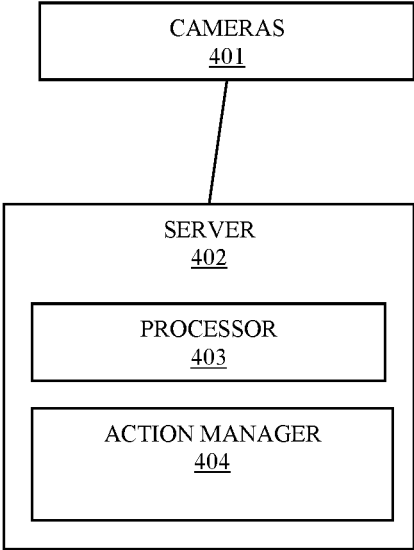 CAMERAS
401
SERVER
402
PROCESSOR
403
ACTION MANAGER
404